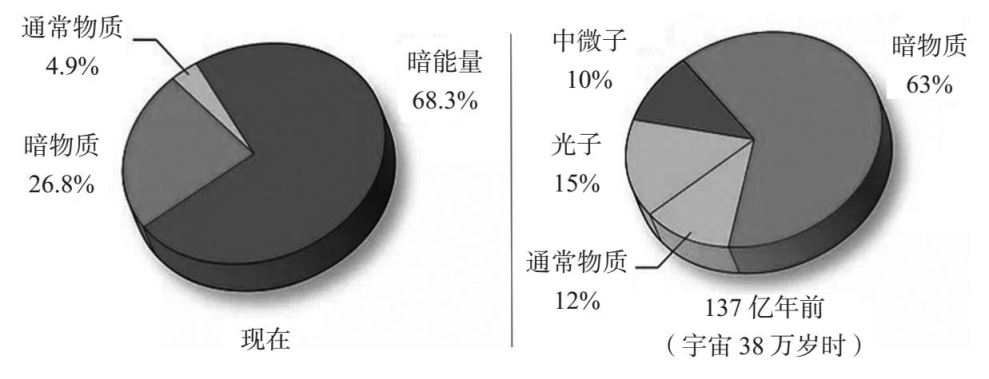 通常物质
4.9%
暗能量
68.3%
暗物质
26.8%
现在
中微子
10%
暗物质
63%
光子
15%
通常物质
12%
137 亿年前
（宇宙 38 万岁时）